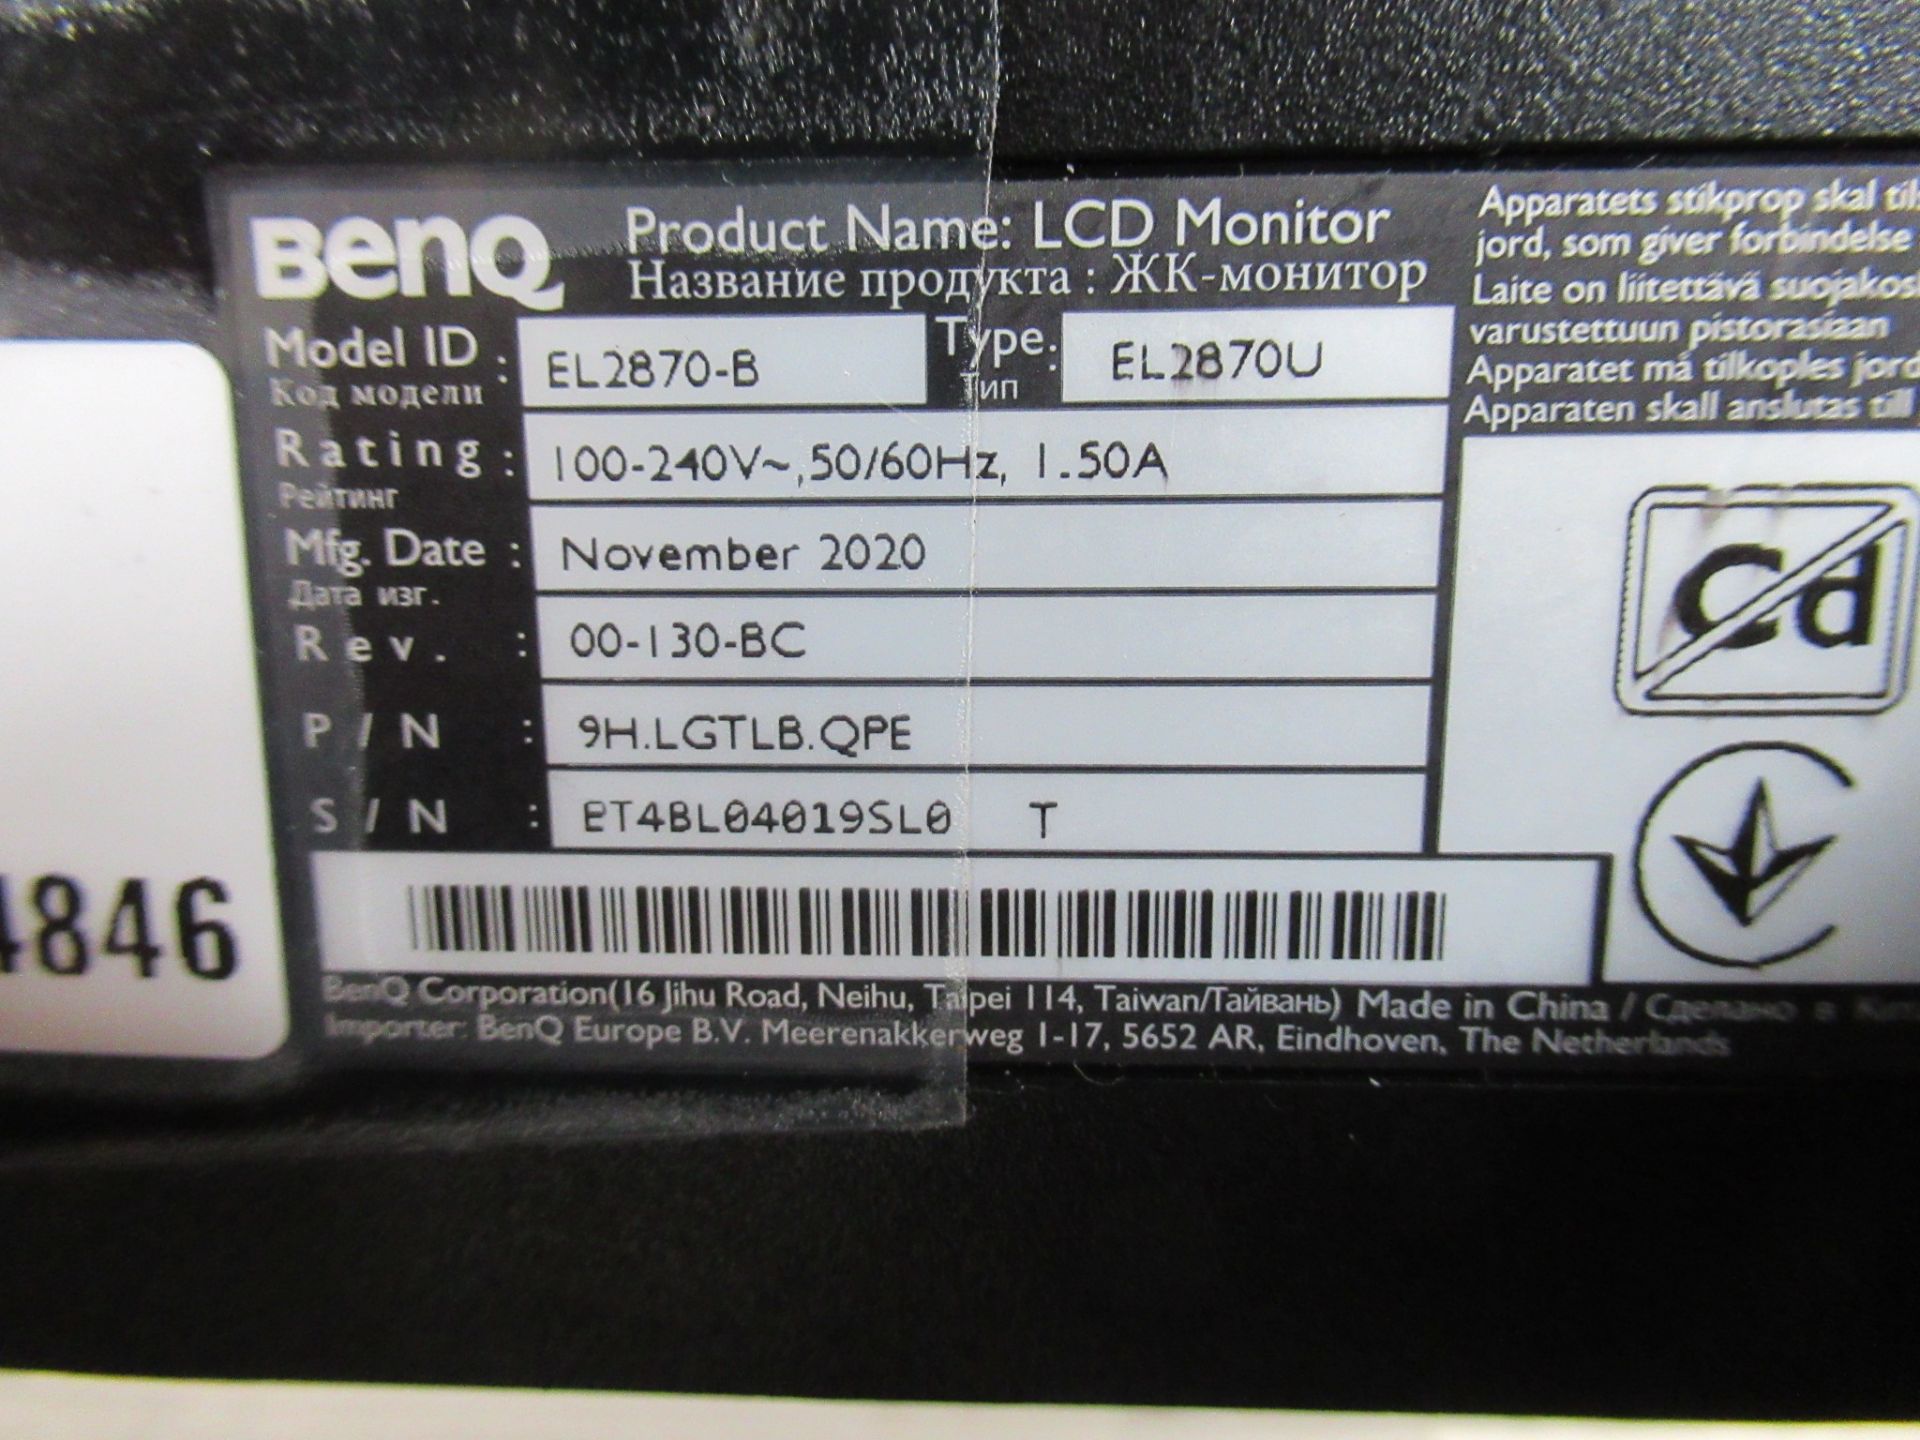 BenQ Product Name: LCD Monitor
Название продукта : ЖК-монитор
Model ID : EL2870-B Type: EL2870U
Код модели Тип
Rating : 100-240V~, 50/60Hz, 1.50A
Рейтинг
Mfg. Date : November 2020
Дата изг.
Rev. : 00-130-BC
P/N : 9H.LGTLB.QPE
S/N : ET4BL04019SL0 T
4846
BenQ Corporation(16 Jihu Road, Neihu, Taipei 114, Taiwan/Тайвань) Made in China / Сделано в
Importer: BenQ Europe B.V. Meerenakkerweg 1-17, 5652 AR, Eindhoven, The Netherlands
Apparatets stikprop skal
jord, som giver forbindelse
Laite on liitettävä
varustettuun pistorasiaan
Apparatet må tilkoples
Apparaten skall anslutas till
Cd